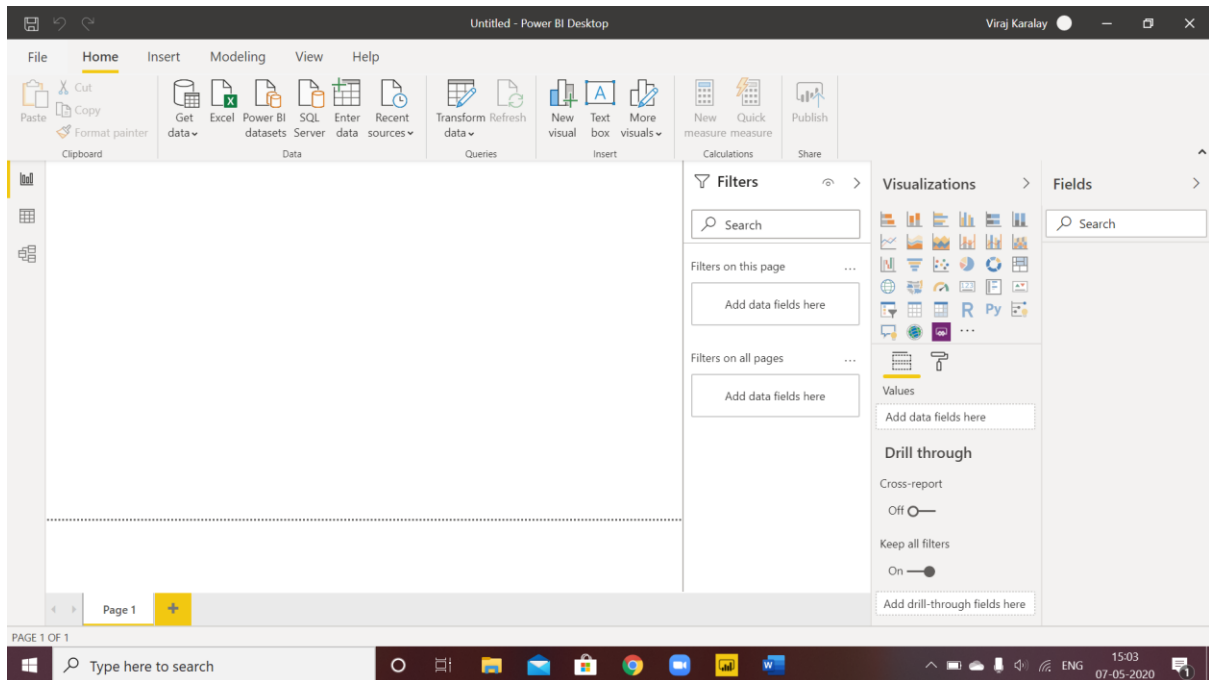 Untitled - Power BI Desktop
Viraj Karalay
File Home Insert Modeling View Help
Paste
Cut
Copy
Format painter
Clipboard
Get data
Excel
Power BI datasets
SQL Server
Enter data
Recent sources
Data
Transform data
Refresh
Queries
New visual
Text box
More visuals
Insert
New measure
Quick measure
Calculations
Publish
Share
Filters
Search
Filters on this page ...
Add data fields here
Filters on all pages ...
Add data fields here
Visualizations
123
R Py
...
Values
Add data fields here
Drill through
Cross-report
Off
Keep all filters
On
Add drill-through fields here
Fields
Search
Page 1 +
PAGE 1 OF 1
Type here to search
ENG
15:03
07-05-2020
1